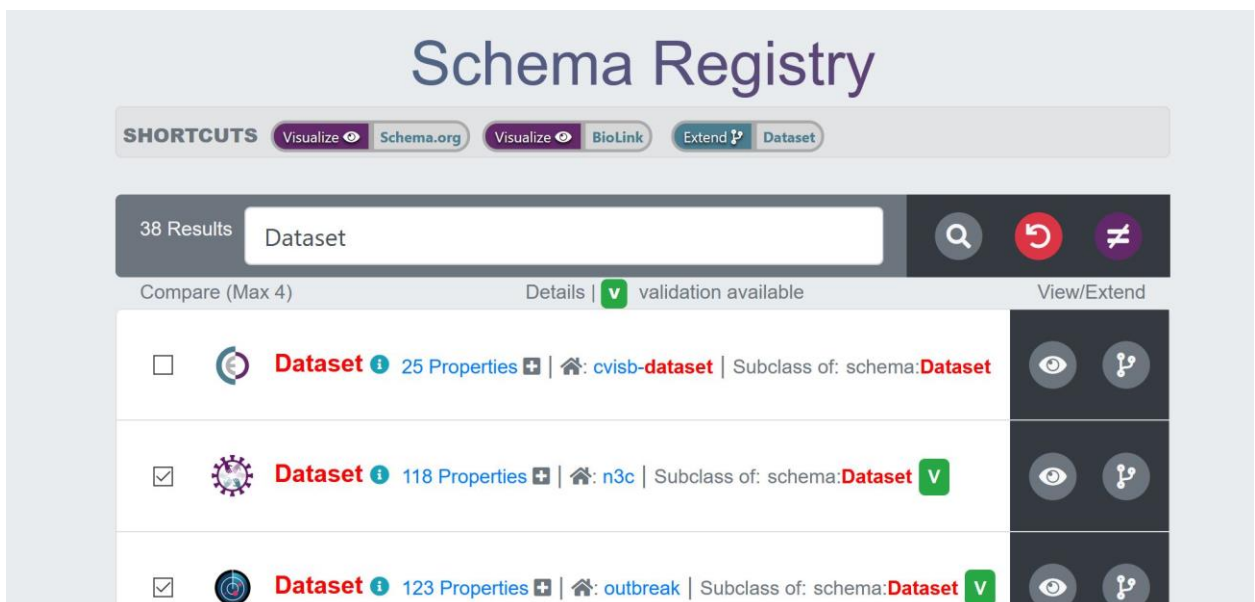 Schema Registry
SHORTCUTS Visualize Schema.org Visualize BioLink Extend Dataset
38 Results Dataset
Compare (Max 4) Details | V validation available View/Extend
Dataset 25 Properties | : cvisb-dataset | Subclass of: schema:Dataset
Dataset 118 Properties | : n3c | Subclass of: schema:Dataset V
Dataset 123 Properties | : outbreak | Subclass of: schema:Dataset V